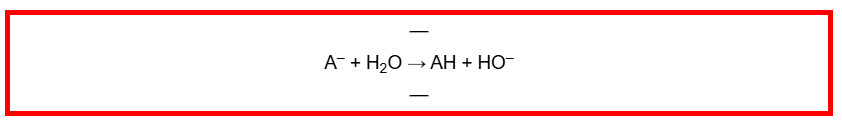 —
A⁻ + H₂O → AH + HO⁻
—